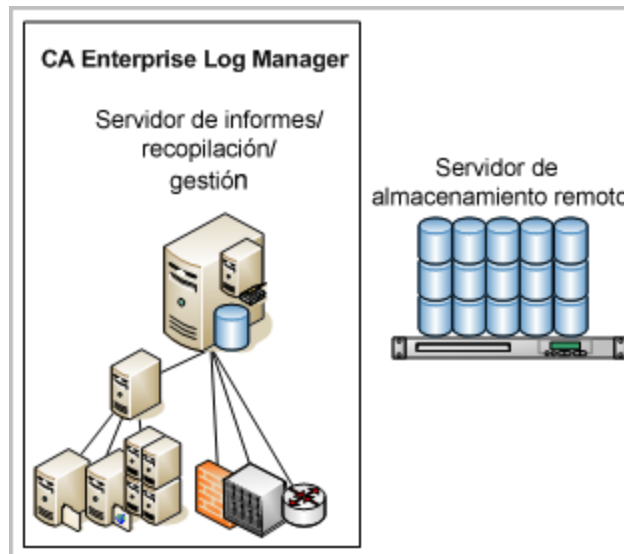 CA Enterprise Log Manager
Servidor de informes/
recopilación/
gestión
Servidor de
almacenamiento remoto